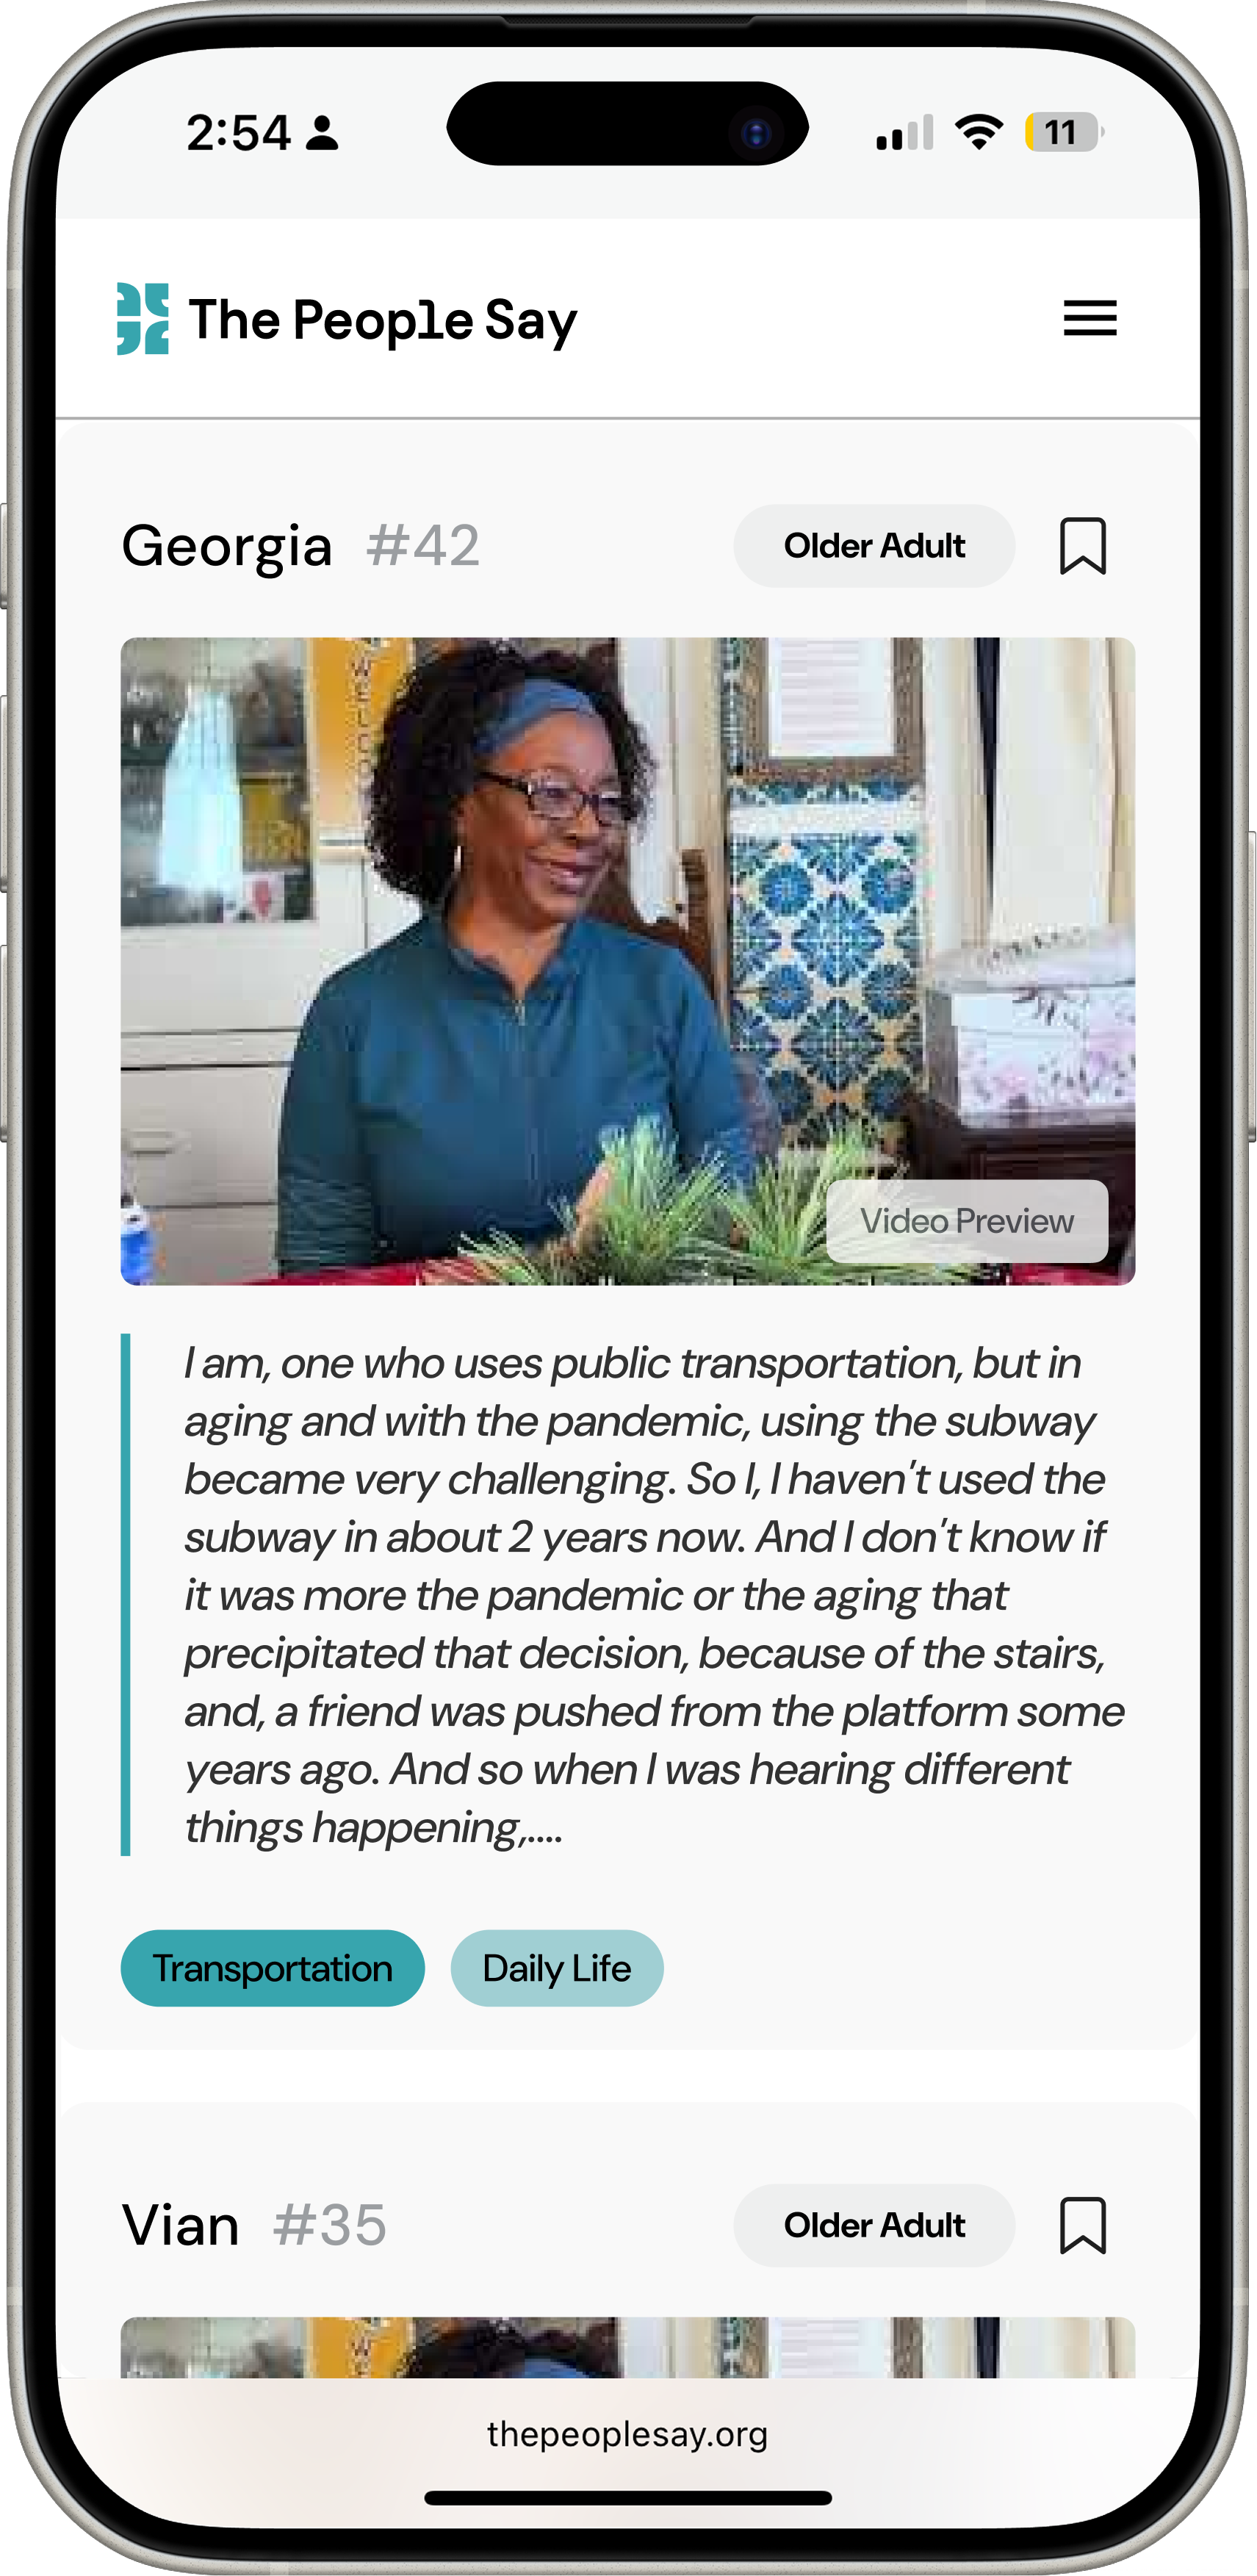 2:54
11
The People Say
Georgia #42
Older Adult
WELCO
Video Preview
I am, one who uses public transportation, but in
aging and with the pandemic, using the subway
became very challenging. So I, I haven't used the
subway in about 2 years now. And I don't know if
it was more the pandemic or the aging that
precipitated that decision, because of the stairs,
and, a friend was pushed from the platform some
years ago. And so when I was hearing different
things happening,....
Transportation
Daily Life
Vian #35
Older Adult
thepeoplesay.org